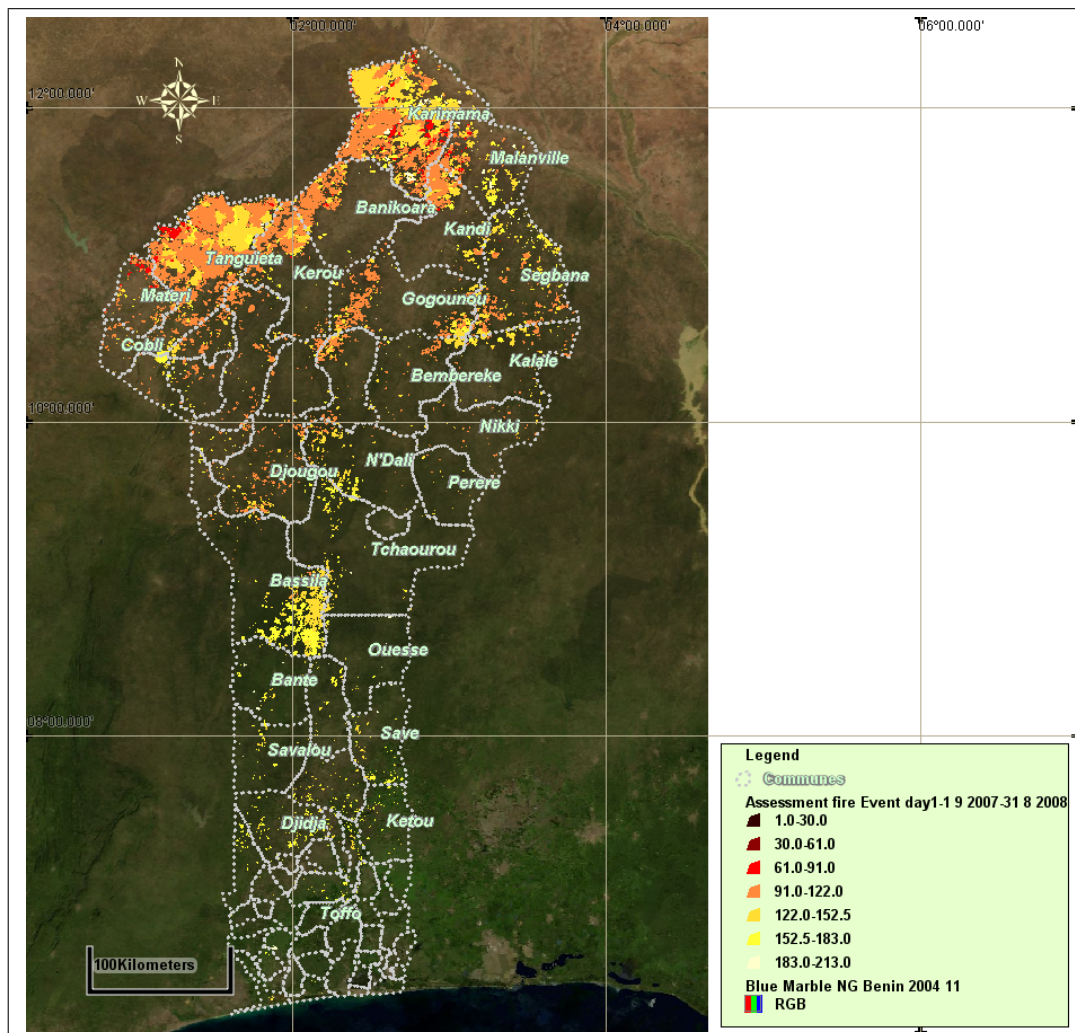 02°00.000'
04°00.000'
06°00.000'
N
W E
S
12°00.000'
Karimama
Malanville
Banikoara
Kandi
Tanguieta
Kerou
Segbana
Materi
Gogounou
Cobli
Kalale
Bembereke
10°00.000'
Nikki
N'Dali
Djougou
Perere
Tchaourou
Bassila
Ouesse
Bante
08°00.000'
Save
Savalou
Djidja
Ketou
Toffo
100Kilometers
Legend
Communes
Assessment fire Event day1-1 9 2007-31 8 2008
1.0-30.0
30.0-61.0
61.0-91.0
91.0-122.0
122.0-152.5
152.5-183.0
183.0-213.0
Blue Marble NG Benin 2004 11
RGB